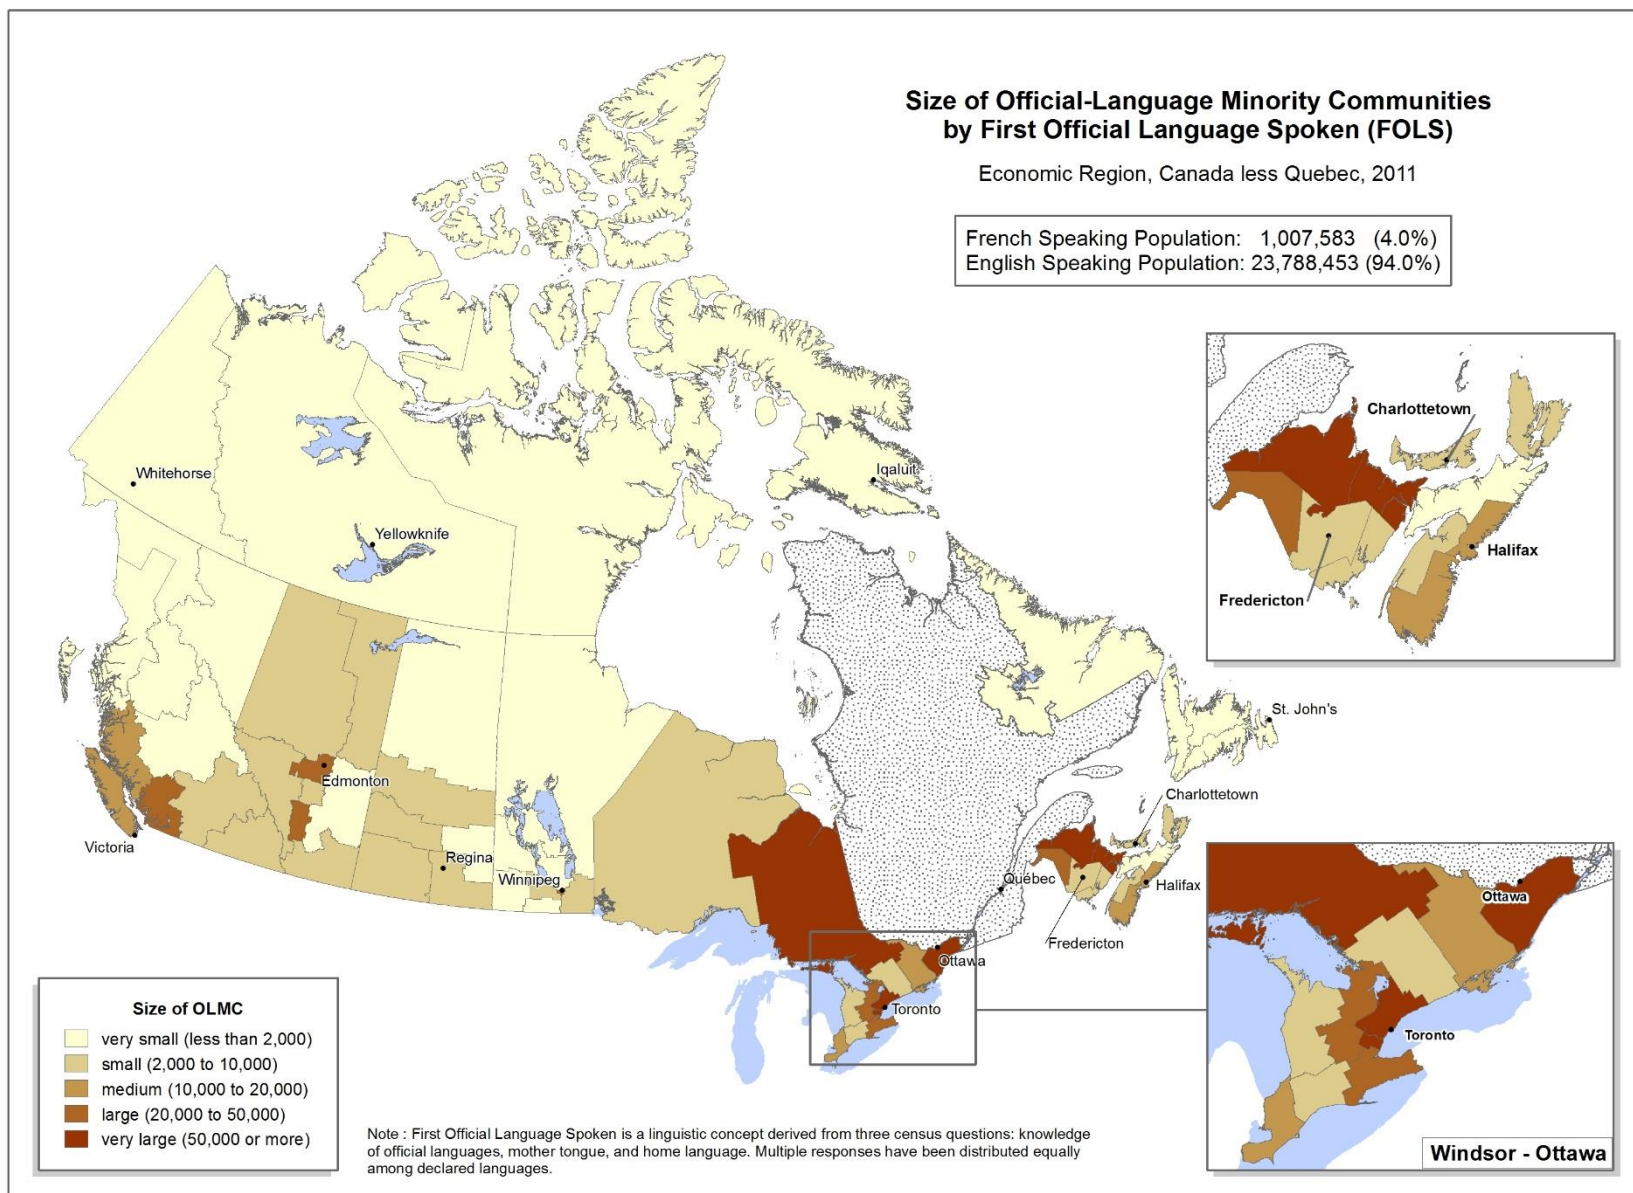 Size of Official-Language Minority Communities
by First Official Language Spoken (FOLS)
Economic Region, Canada less Quebec, 2011
French Speaking Population: 1,007,583 (4.0%)
English Speaking Population: 23,788,453 (94.0%)
Charlottetown
Halifax
Fredericton
Whitehorse
Iqaluit
Yellowknife
St. John's
Edmonton
Charlottetown
Victoria
Regina
Winnipeg
Québec
Halifax
Fredericton
Ottawa
Toronto
Ottawa
Toronto
Windsor - Ottawa
Size of OLMC
very small (less than 2,000)
small (2,000 to 10,000)
medium (10,000 to 20,000)
large (20,000 to 50,000)
very large (50,000 or more)
Note : First Official Language Spoken is a linguistic concept derived from three census questions: knowledge
of official languages, mother tongue, and home language. Multiple responses have been distributed equally
among declared languages.